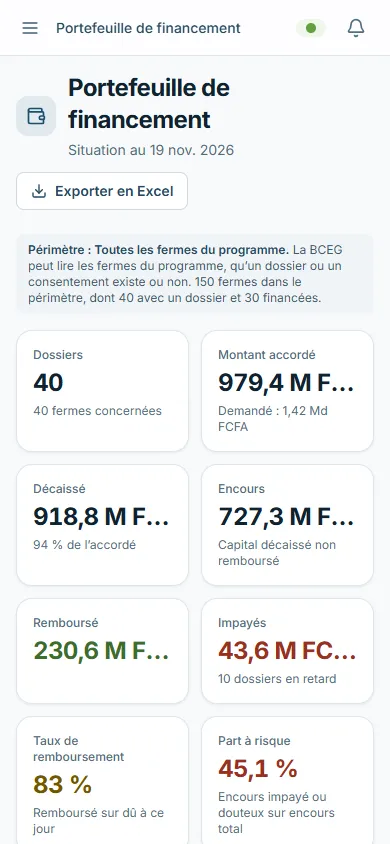 Portefeuille de financement
Portefeuille de
financement
Situation au 19 nov. 2026
Exporter en Excel
Périmètre : Toutes les fermes du programme. La BCEG
peut lire les fermes du programme, qu’un dossier ou un
consentement existe ou non. 150 fermes dans le
périmètre, dont 40 avec un dossier et 30 financées.
Dossiers
40
40 fermes concernées
Montant accordé
979,4 M F…
Demandé : 1,42 Md
FCFA
Décaissé
918,8 M F…
94 % de l’accordé
Encours
727,3 M F…
Capital décaissé non
remboursé
Remboursé
230,6 M F…
Impayés
43,6 M FC…
10 dossiers en retard
Taux de
remboursement
83 %
Remboursé sur dû à ce
jour
Part à risque
45,1 %
Encours impayé ou
douteux sur encours
total